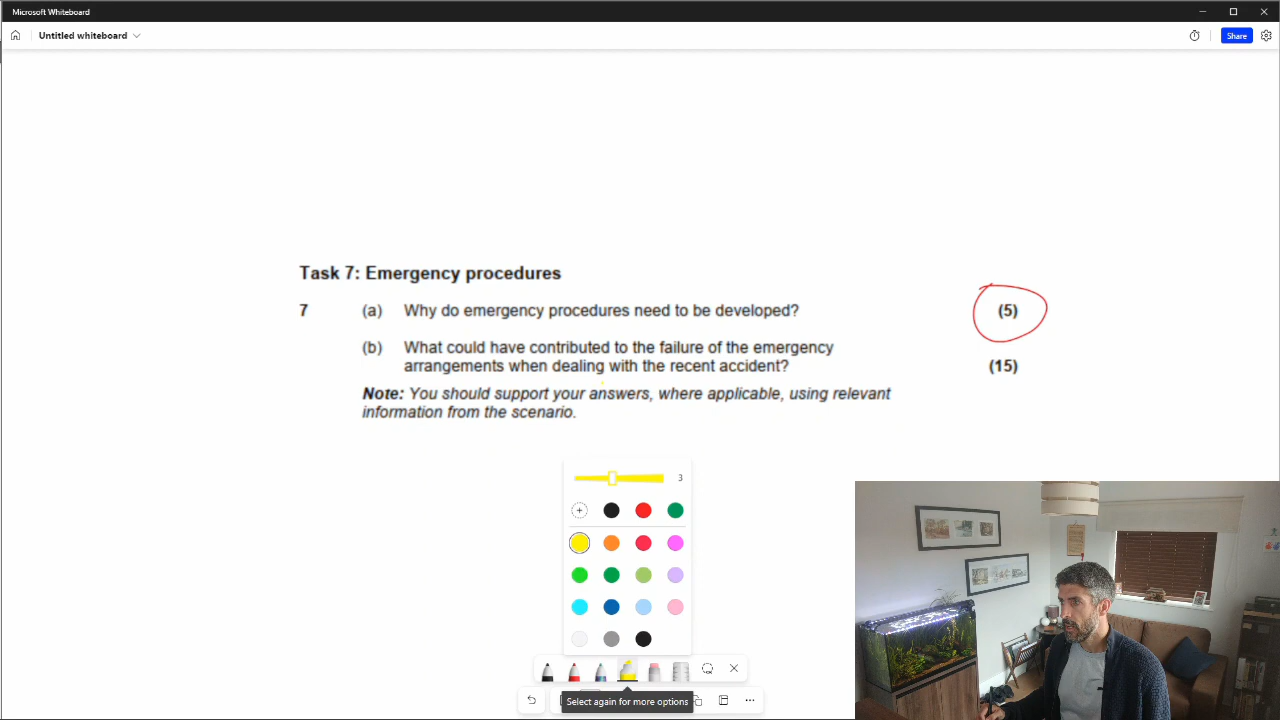 Microsoft Whiteboard
Untitled whiteboard
Share
Task 7: Emergency procedures
7 (a) Why do emergency procedures need to be developed? (5)
(b) What could have contributed to the failure of the emergency
arrangements when dealing with the recent accident? (15)
Note: You should support your answers, where applicable, using relevant
information from the scenario.
3
Select again for more options